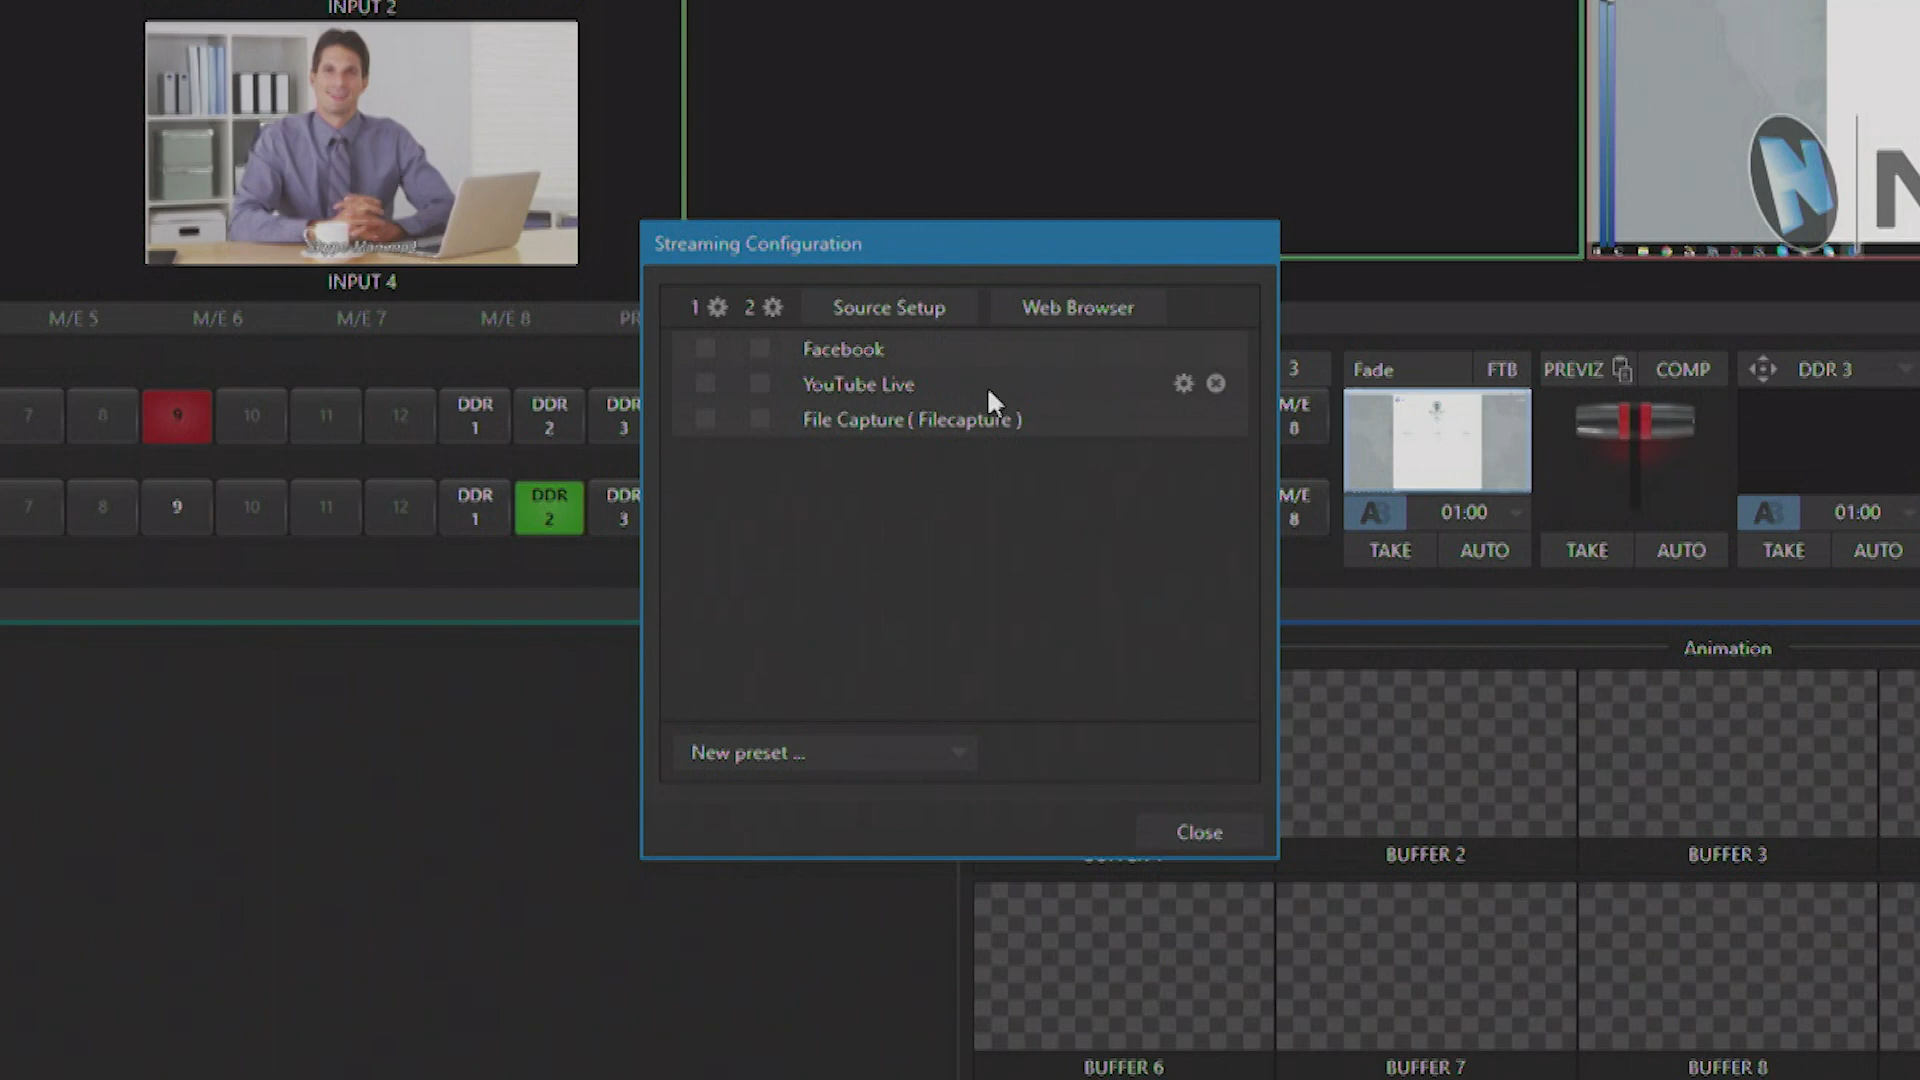 INPUT 2
INPUT 4
M/E 5 M/E 6 M/E 7 M/E 8
Streaming Configuration
1 2 Source Setup Web Browser
Facebook
YouTube Live
File Capture ( Filecapture )
New preset ...
Close
7 8 9 10 11 12 DDR 1 DDR 2 DDR 3
7 8 9 10 11 12 DDR 1 DDR 2 DDR 3
3
M/E 8
M/E 8
Fade FTB PREVIZ COMP DDR 3
01:00 01:00
TAKE AUTO TAKE AUTO TAKE AUTO
Animation
BUFFER 2 BUFFER 3
BUFFER 6 BUFFER 7 BUFFER 8